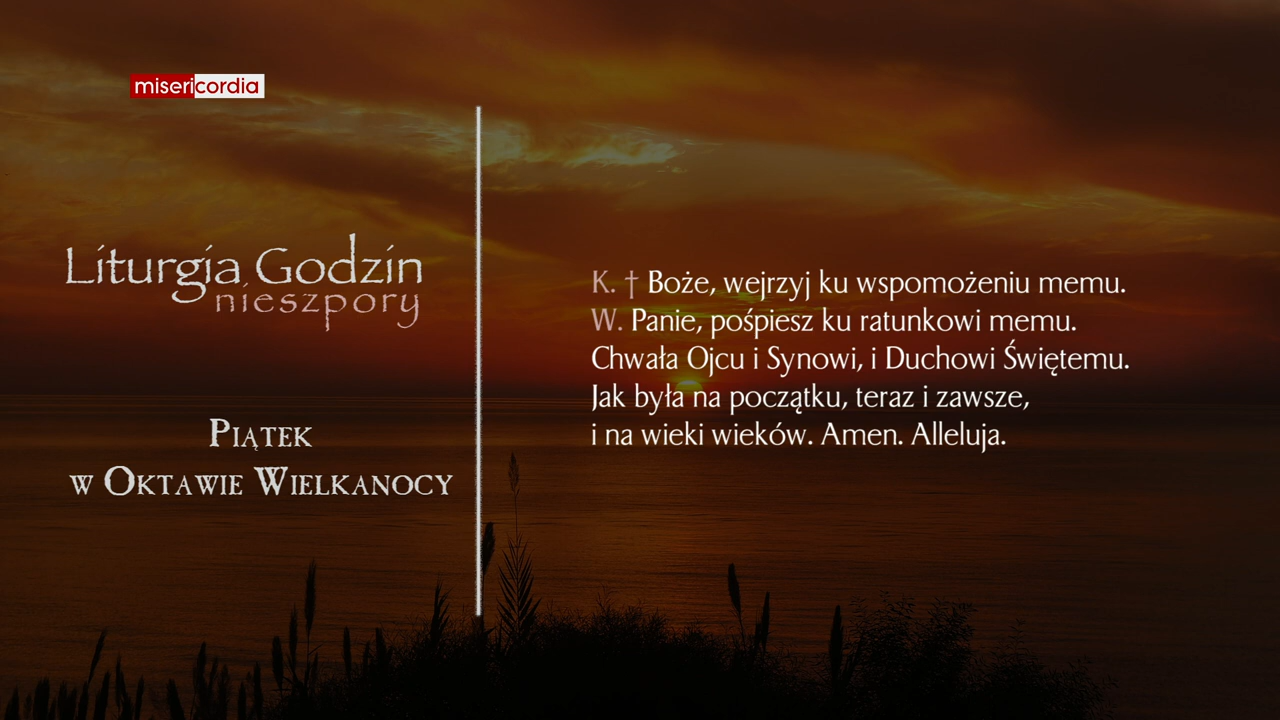 misericordia
Liturgia Godzin
nieszpory
Piątek
w Oktawie Wielkanocy
K. † Boże, wejrzyj ku wspomożeniu memu.
W. Panie, pośpiesz ku ratunkowi memu.
Chwała Ojcu i Synowi, i Duchowi Świętemu.
Jak była na początku, teraz i zawsze,
i na wieki wieków. Amen. Alleluja.